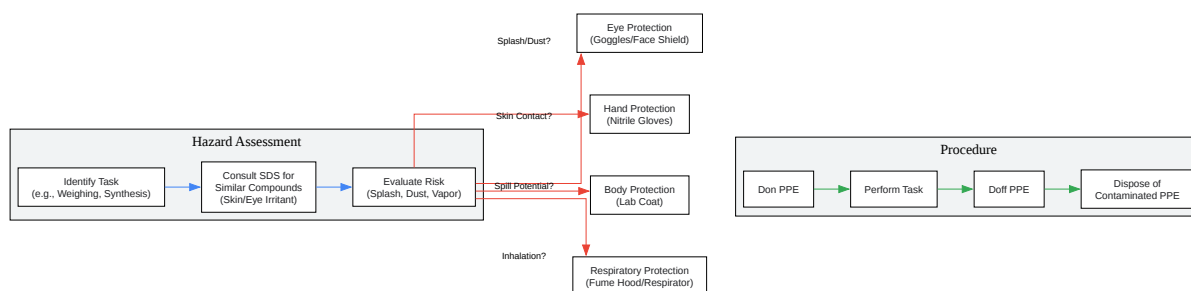 Eye Protection
(Goggles/Face Shield)
Splash/Dust?
Skin Contact?
Hand Protection
(Nitrile Gloves)
Hazard Assessment
Identify Task
(e.g., Weighing, Synthesis)
Consult SDS for
Similar Compounds
(Skin/Eye Irritant)
Evaluate Risk
(Splash, Dust, Vapor)
Spill Potential?
Body Protection
(Lab Coat)
Inhalation?
Respiratory Protection
(Fume Hood/Respirator)
Procedure
Don PPE
Perform Task
Doff PPE
Dispose of
Contaminated PPE